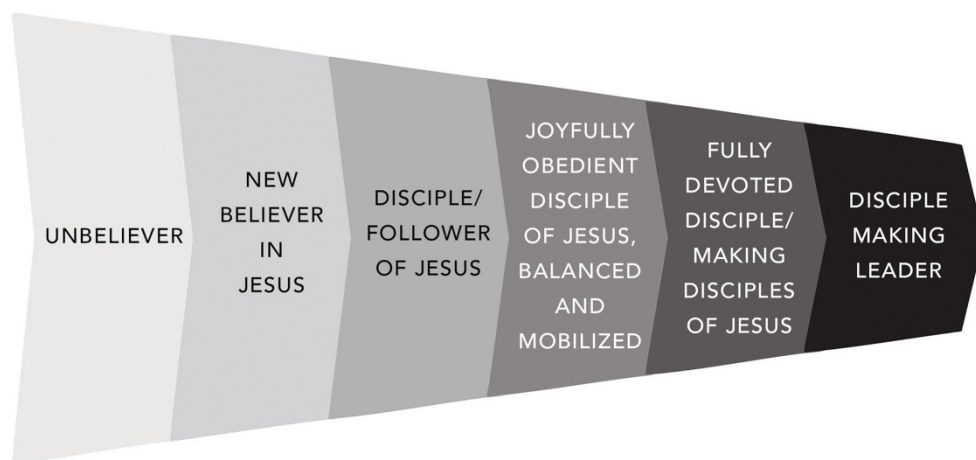 UNBELIEVER
NEW
BELIEVER
IN
JESUS
DISCIPLE/
FOLLOWER
OF JESUS
JOYFULLY
OBEDIENT
DISCIPLE
OF JESUS,
BALANCED
AND
MOBILIZED
FULLY
DEVOTED
DISCIPLE/
MAKING
DISCIPLES
OF JESUS
DISCIPLE
MAKING
LEADER